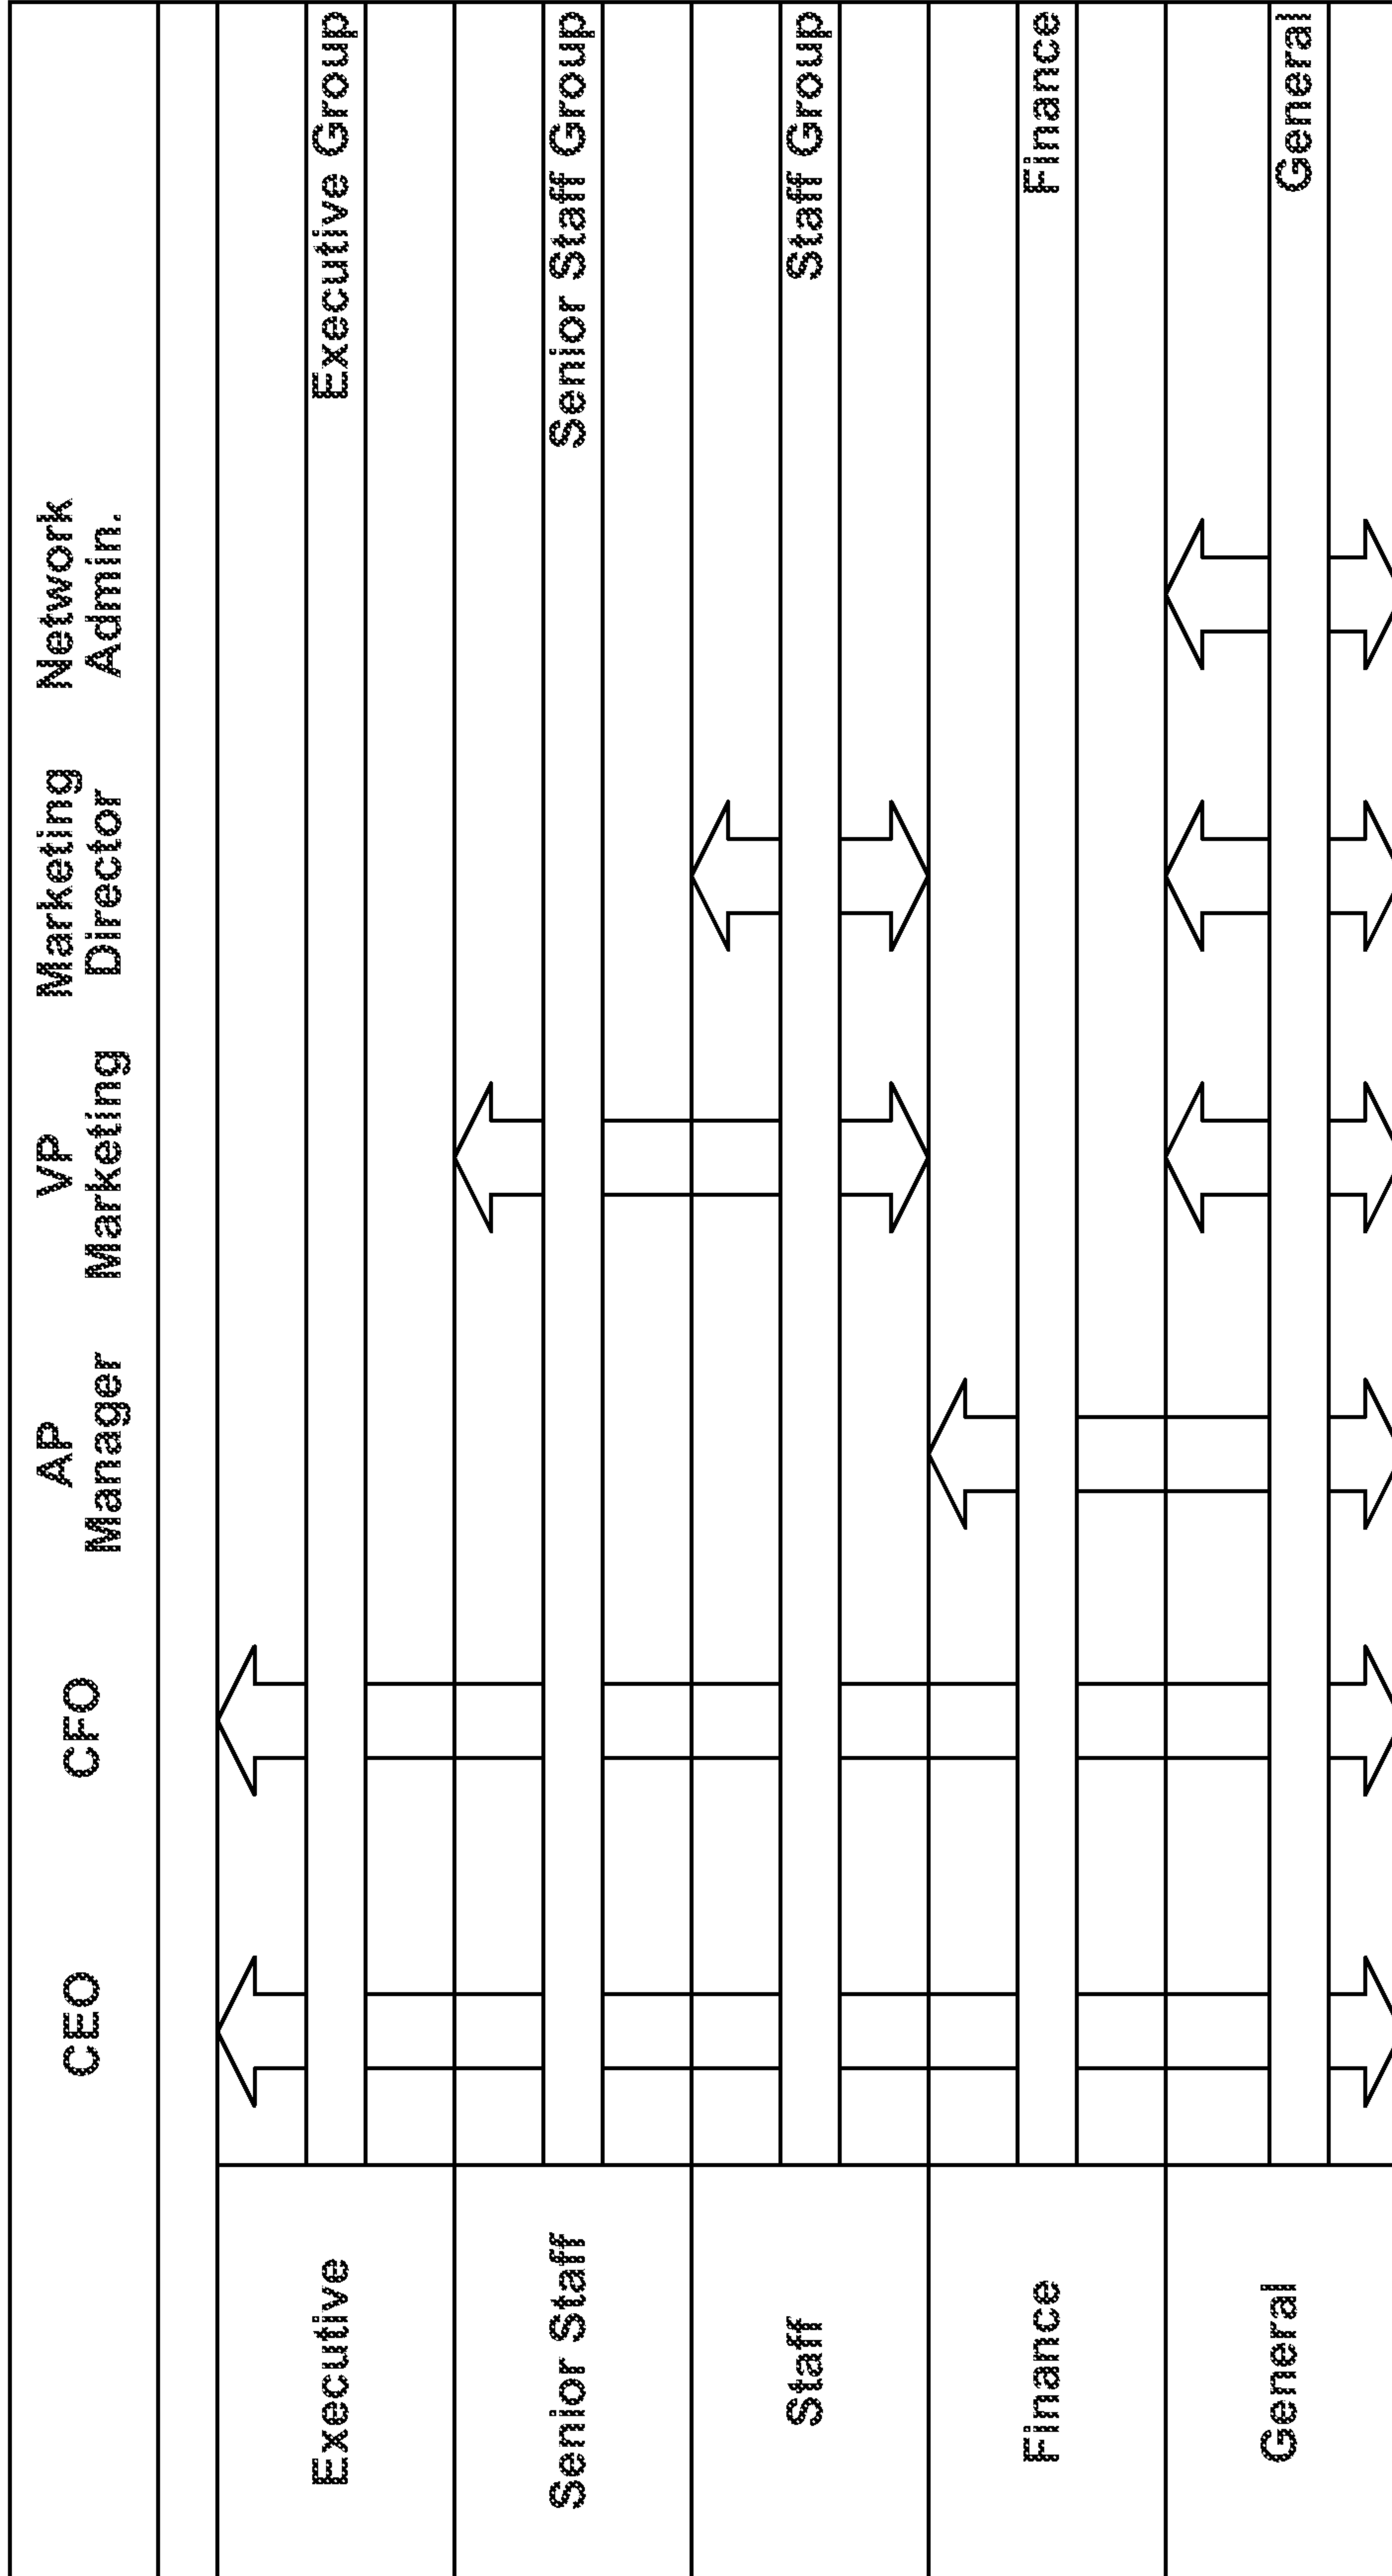 CEO
CFO
AP
Manager
VP
Marketing
Marketing
Director
Network
Admin.
Executive
Executive Group
Senior Staff
Senior Staff Group
Staff
Staff Group
Finance
Finance
General
General